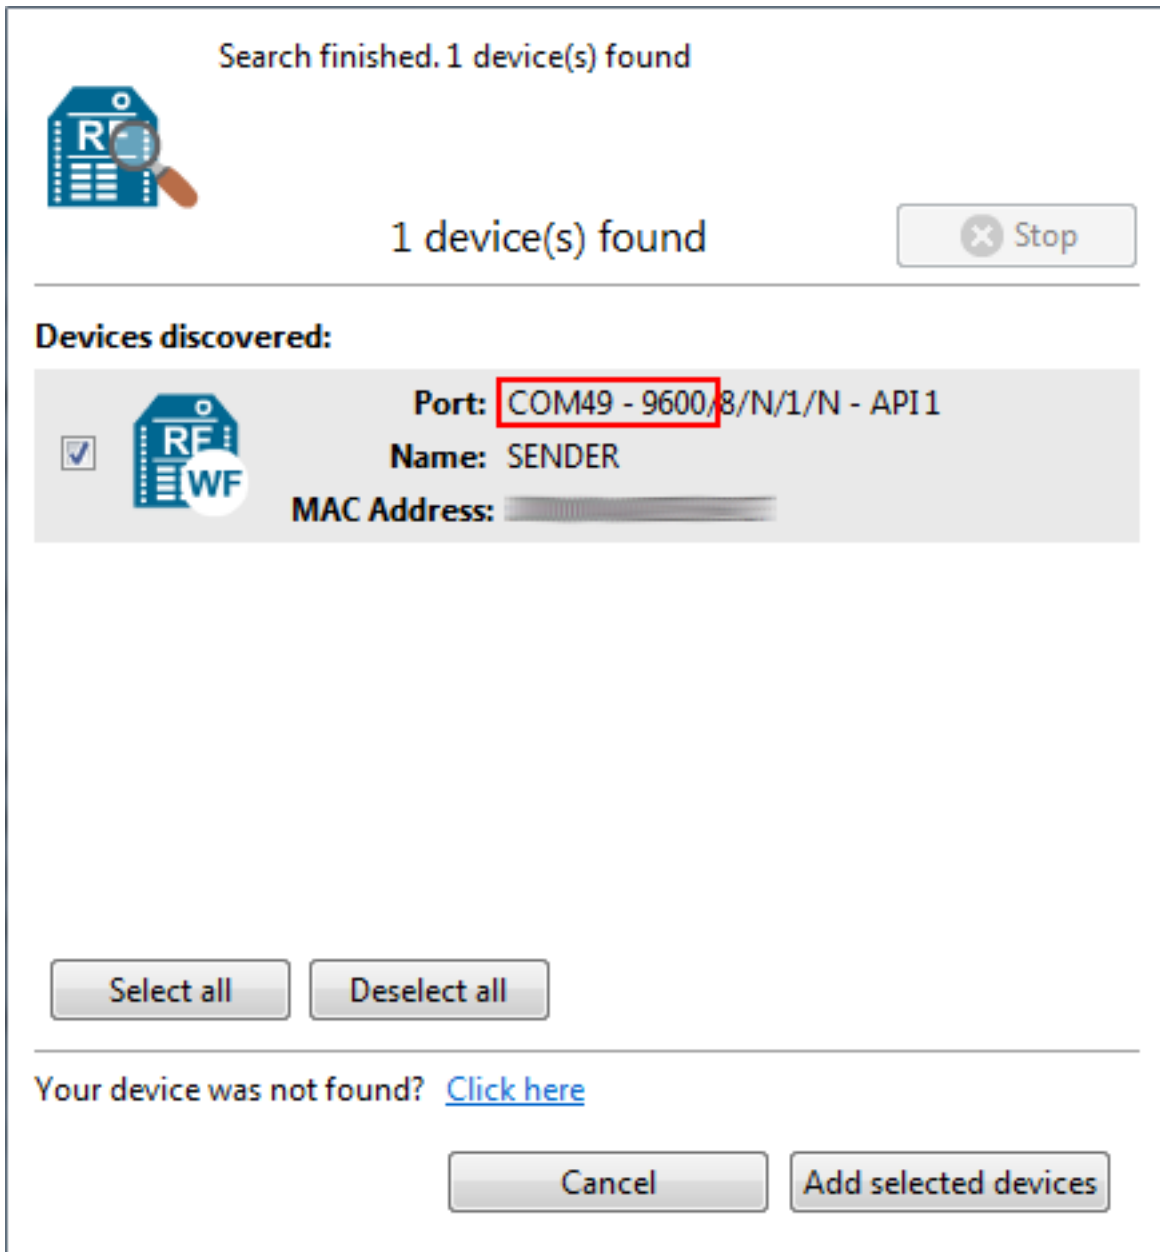 Search finished. 1 device(s) found
RF
1 device(s) found
Stop
Devices discovered:
Port: COM49 - 9600/8/N/1/N - API 1
RF
WF
Name: SENDER
MAC Address:
Select all
Deselect all
Your device was not found? Click here
Cancel
Add selected devices